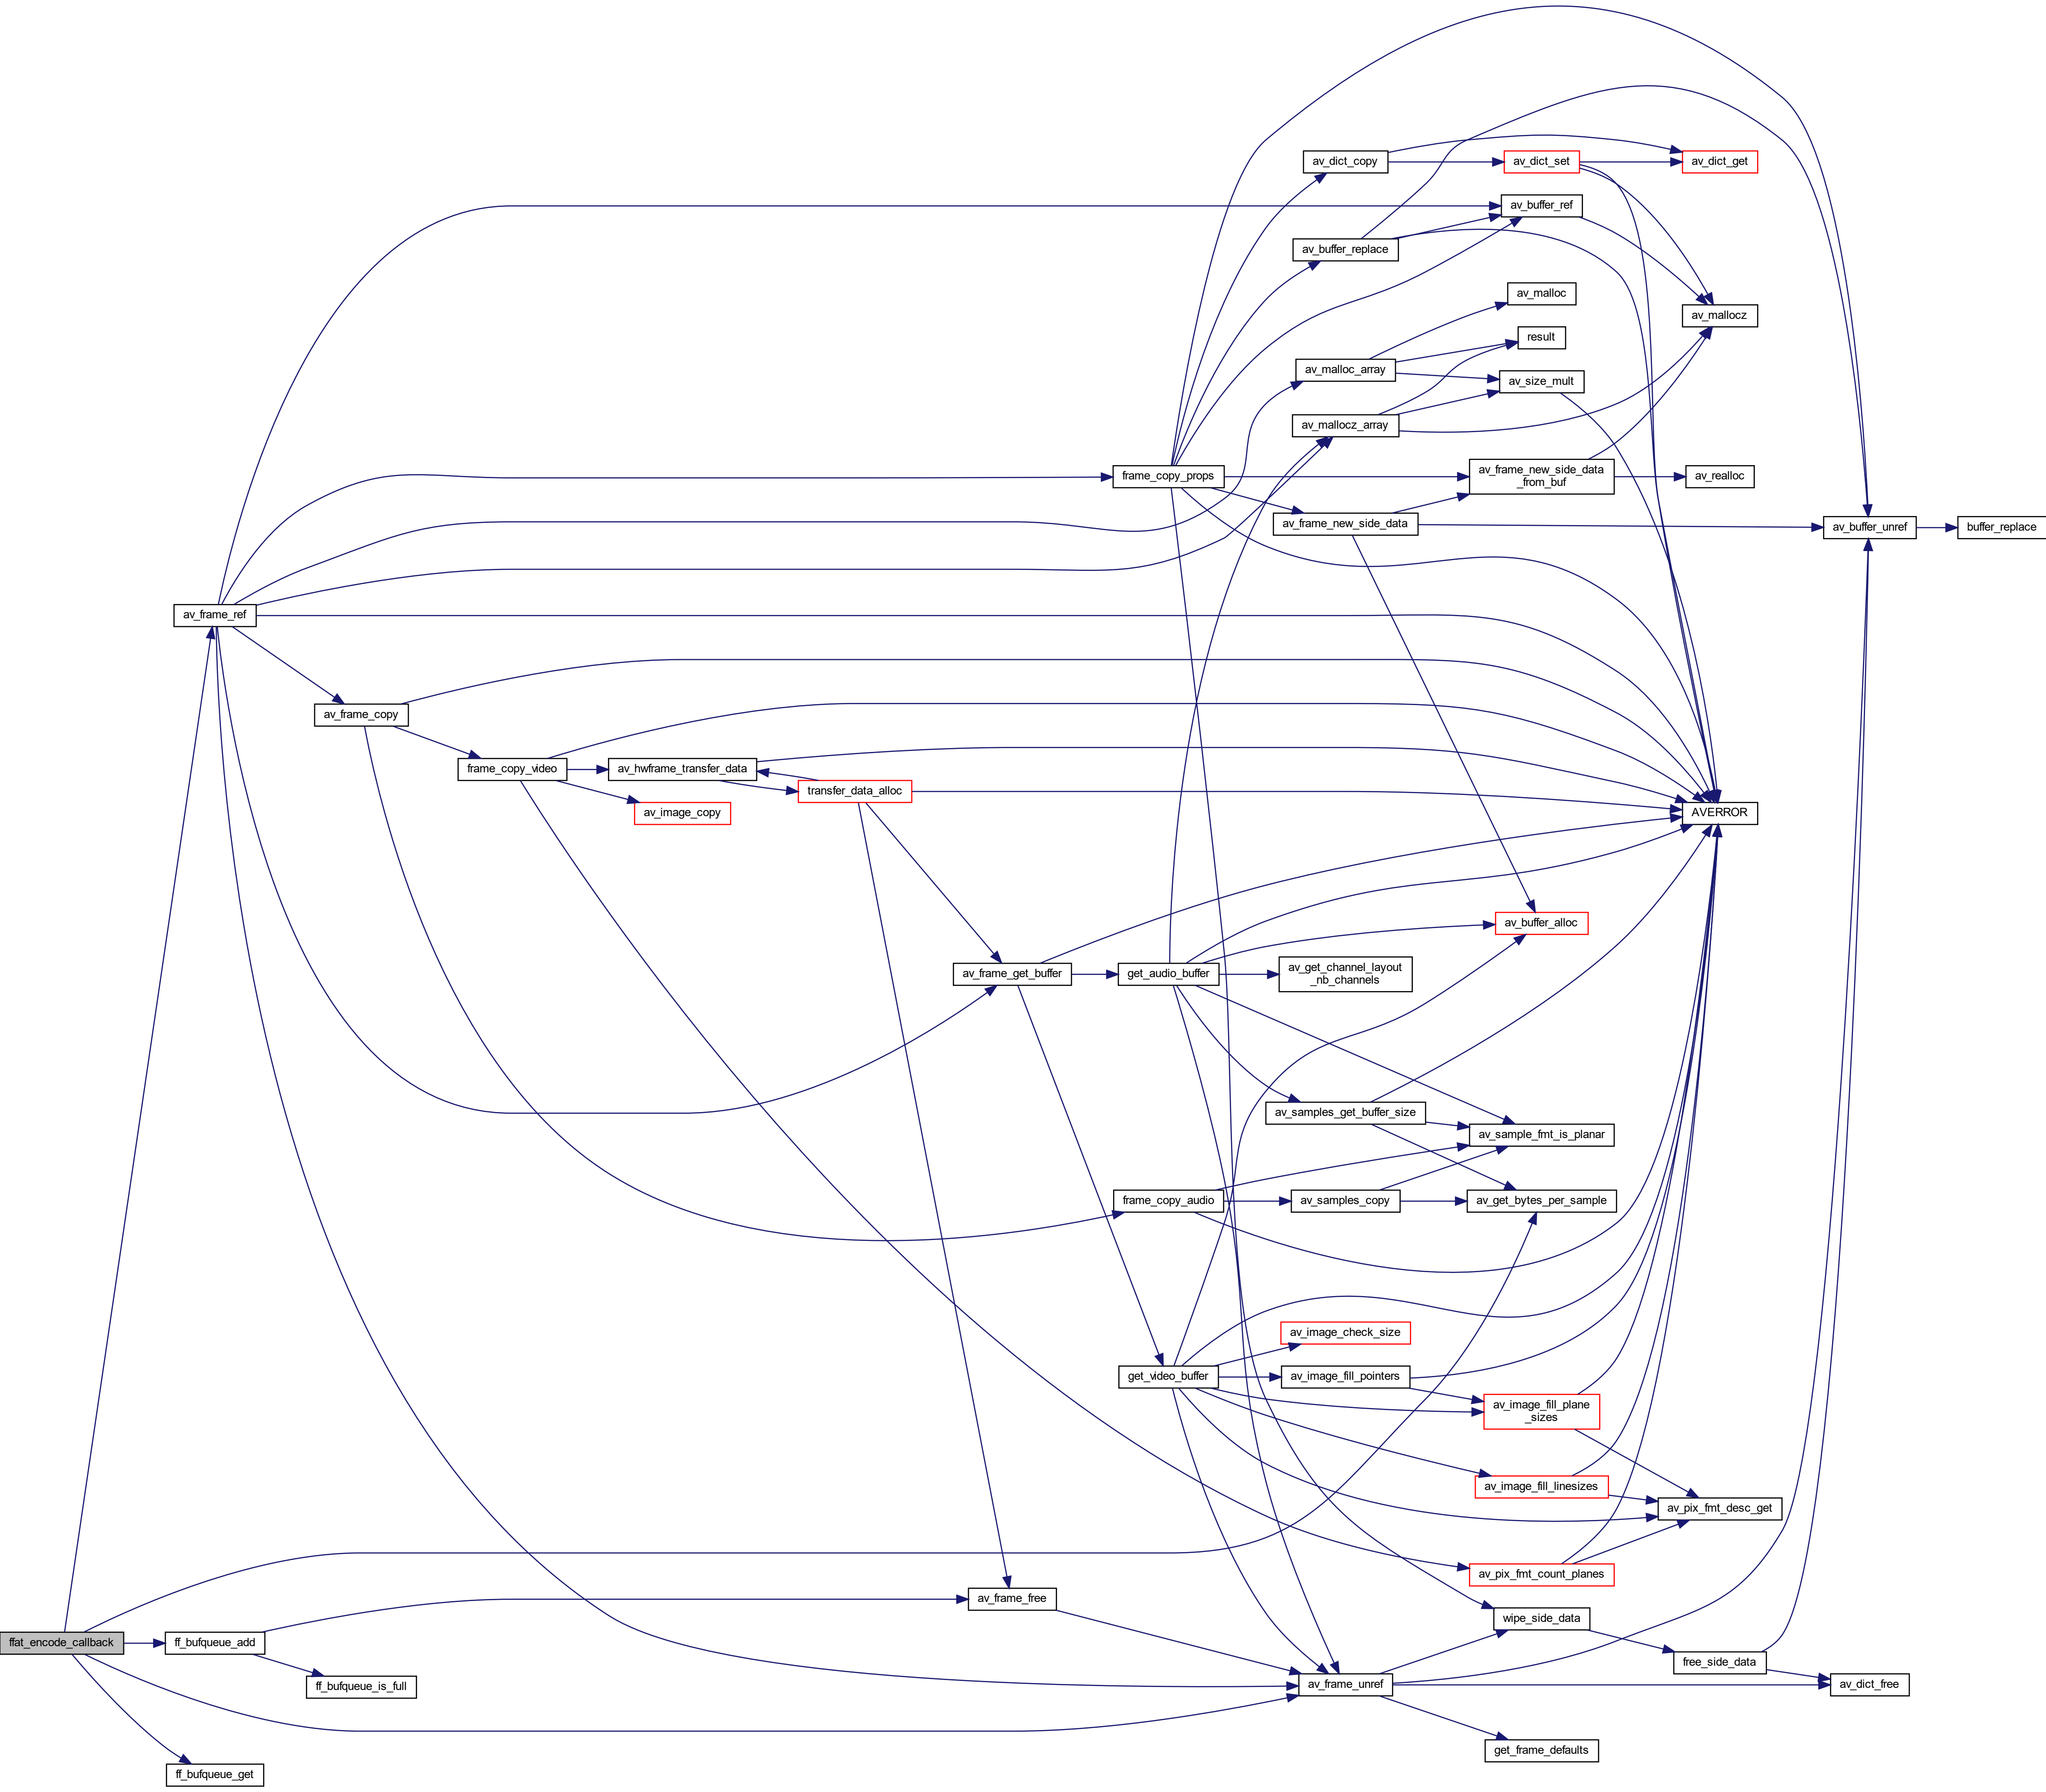 av_dict_copy
av_dict_set
av_dict_get
av_buffer_ref
av_buffer_replace
av_malloc
av_mallocz
result
av_malloc_array
av_size_mult
av_mallocz_array
frame_copy_props
av_frame_new_side_data
_from_buf
av_realloc
av_frame_new_side_data
av_buffer_unref
buffer_replace
av_frame_ref
av_frame_copy
frame_copy_video
av_hwframe_transfer_data
transfer_data_alloc
av_image_copy
AVERROR
av_buffer_alloc
av_frame_get_buffer
get_audio_buffer
av_get_channel_layout
_nb_channels
av_samples_get_buffer_size
av_sample_fmt_is_planar
frame_copy_audio
av_samples_copy
av_get_bytes_per_sample
av_image_check_size
get_video_buffer
av_image_fill_pointers
av_image_fill_plane
_sizes
av_image_fill_linesizes
av_pix_fmt_desc_get
av_pix_fmt_count_planes
av_frame_free
wipe_side_data
ffat_encode_callback
ff_bufqueue_add
free_side_data
ff_bufqueue_is_full
av_frame_unref
av_dict_free
get_frame_defaults
ff_bufqueue_get